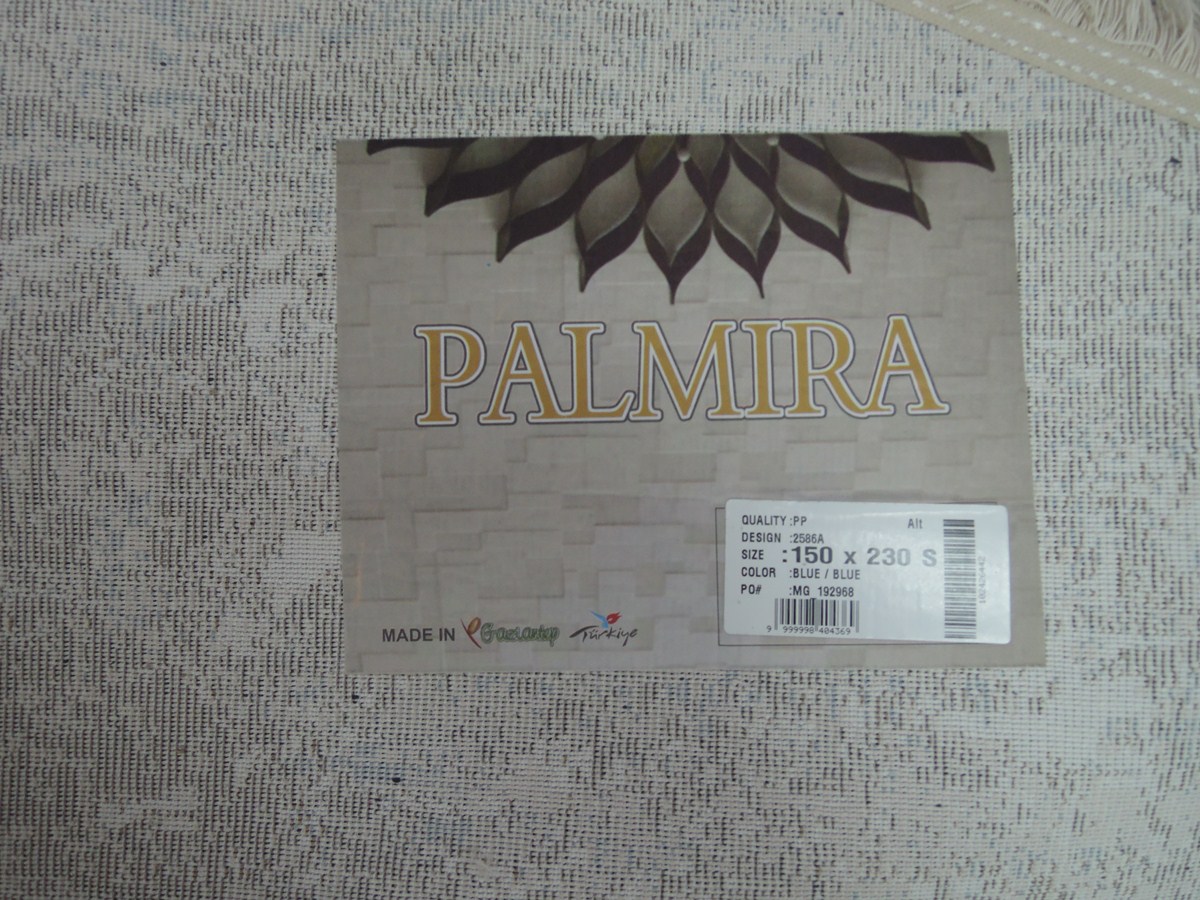 PALMIRA
QUALITY :PP Alt
DESIGN :2586A
SIZE :150 x 230 S
COLOR :BLUE / BLUE
PO# :MG 192968
9 999998 404369
MADE IN Gaziantep Türkiye